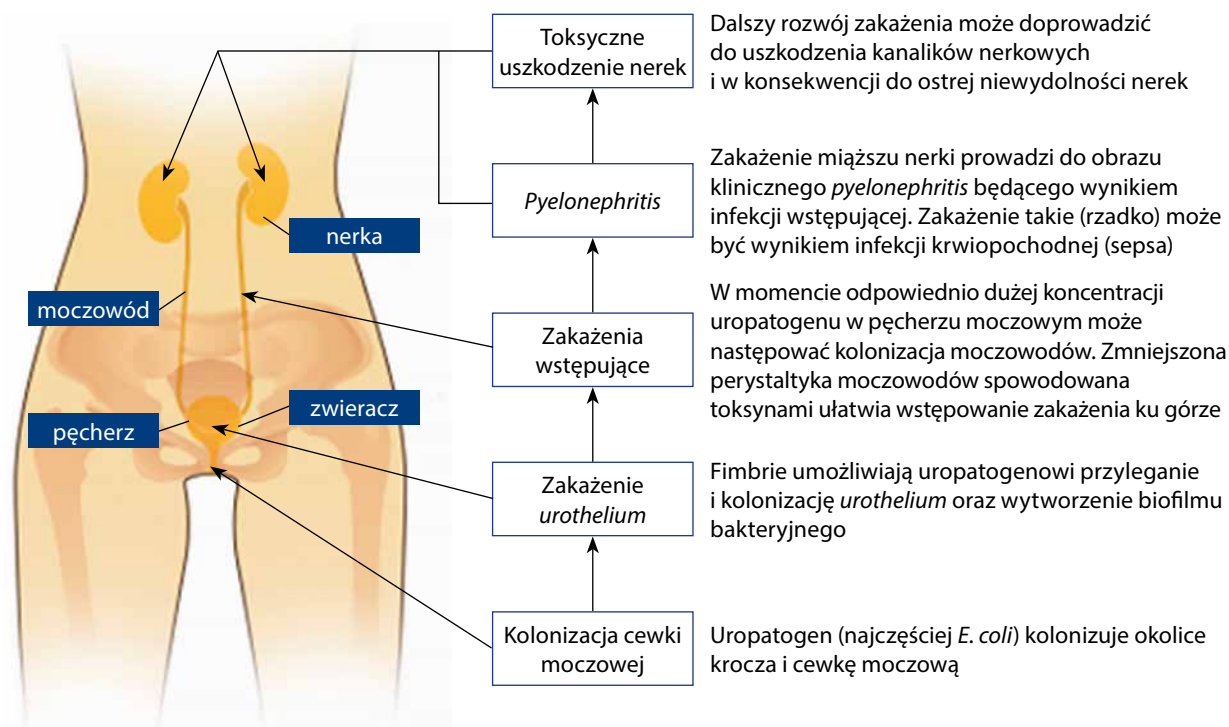 Toksyczne
uszkodzenie nerek
Dalszy rozwój zakażenia może doprowadzić
do uszkodzenia kanalików nerkowych
i w konsekwencji do ostrej niewydolności nerek
Pyelonephritis
Zakażenie miąższu nerki prowadzi do obrazu
klinicznego pyelonephritis będącego wynikiem
infekcji wstępującej. Zakażenie takie (rzadko) może
być wynikiem infekcji krwiopochodnej (sepsa)
nerka
moczowód
Zakażenia
wstępujące
W momencie odpowiednio dużej koncentracji
uropatogenu w pęcherzu moczowym może
następować kolonizacja moczowodów. Zmniejszona
perystaltyka moczowodów spowodowana
toksynami ułatwia wstępowanie zakażenia ku górze
zwieracz
pęcherz
Zakażenie
urothelium
Fimbrie umożliwiają uropatogenowi przyleganie
i kolonizację urothelium oraz wytworzenie biofilmu
bakteryjnego
Kolonizacja cewki
moczowej
Uropatogen (najczęściej E. coli) kolonizuje okolice
krocza i cewkę moczową